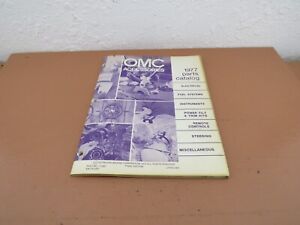 OMC
ACCESSORIES
1977
parts
catalog
ELECTRICAL
FUEL SYSTEMS
INSTRUMENTS
POWER TILT
& TRIM KITS
REMOTE
CONTROLS
STEERING
MISCELLANEOUS